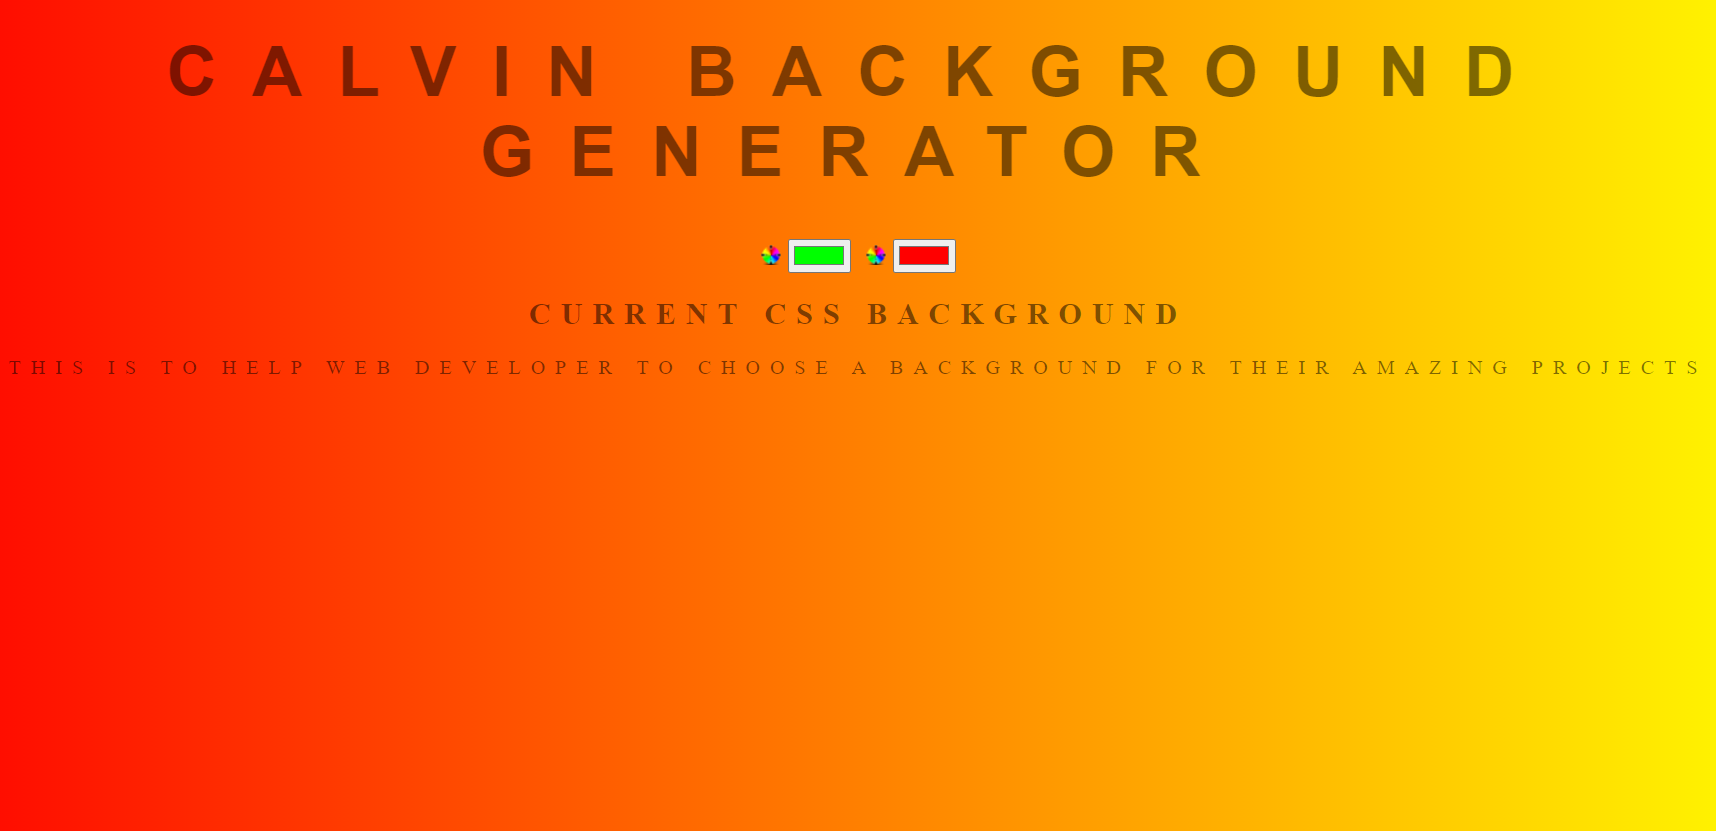 CALVIN BACKGROUND
GENERATOR
CURRENT CSS BACKGROUND
THIS IS TO HELP WEB DEVELOPER TO CHOOSE A BACKGROUND FOR THEIR AMAZING PROJECTS